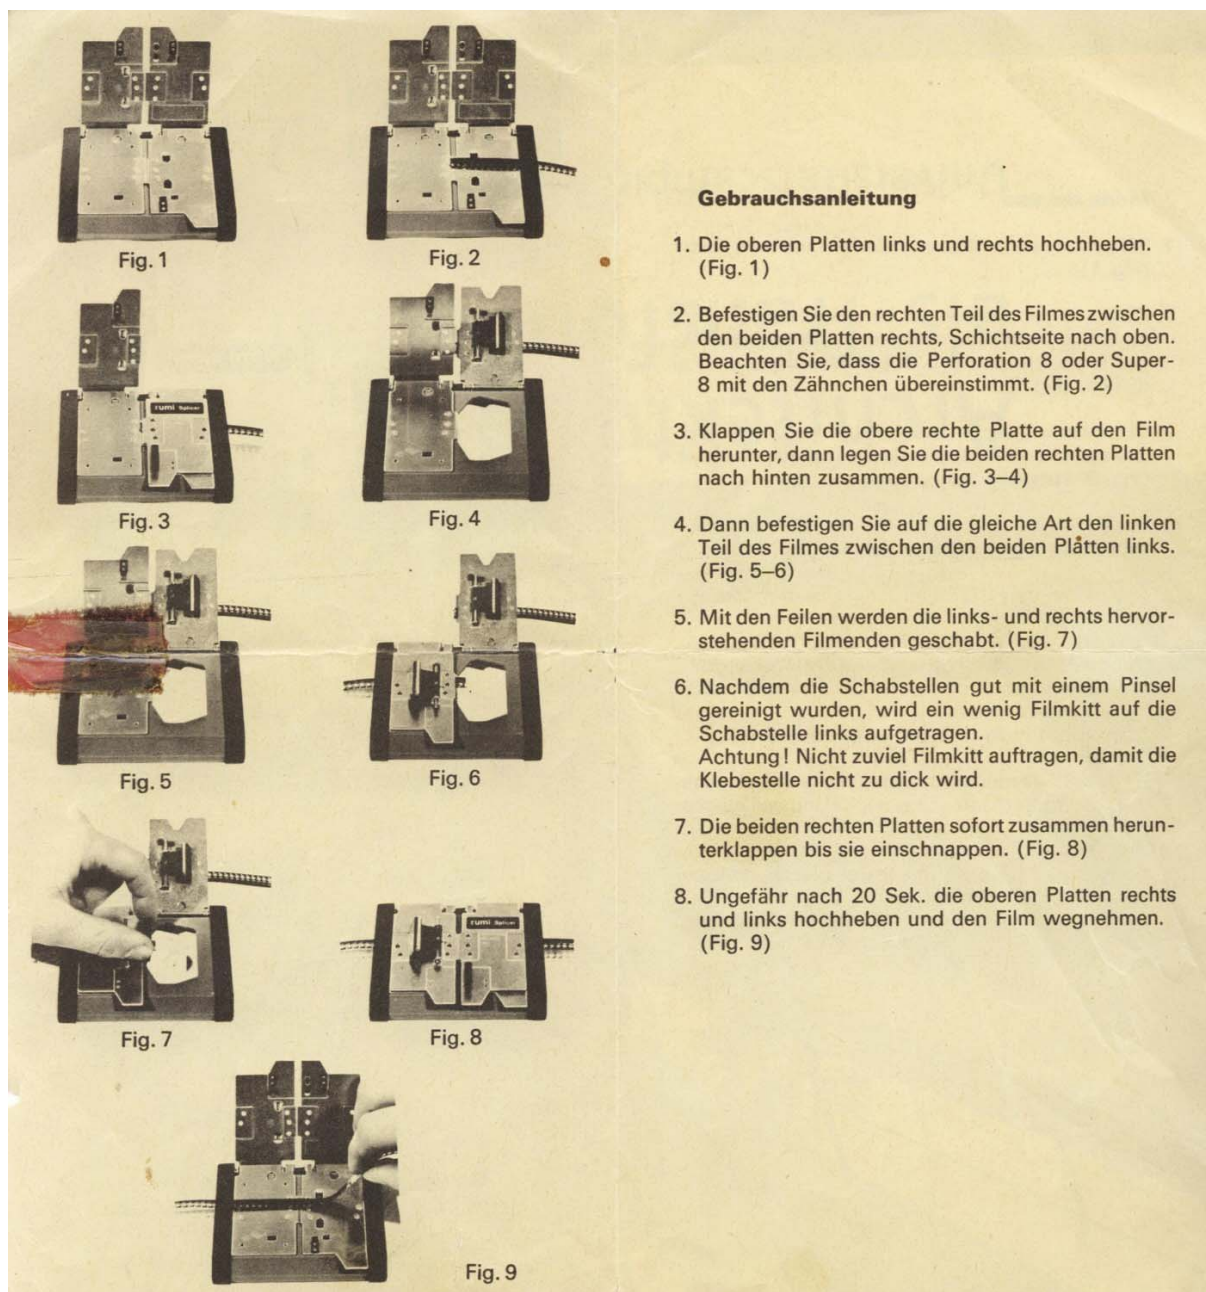 Fig. 1
Fig. 2
rumi Splicer
Fig. 3
Fig. 4
Fig. 5
Fig. 6
Fig. 7
rumi Splicer
Fig. 8
Fig. 9
Gebrauchsanleitung
1. Die oberen Platten links und rechts hochheben.
(Fig. 1)
2. Befestigen Sie den rechten Teil des Filmes zwischen
den beiden Platten rechts, Schichtseite nach oben.
Beachten Sie, dass die Perforation 8 oder Super-
8 mit den Zähnchen übereinstimmt. (Fig. 2)
3. Klappen Sie die obere rechte Platte auf den Film
herunter, dann legen Sie die beiden rechten Platten
nach hinten zusammen. (Fig. 3–4)
4. Dann befestigen Sie auf die gleiche Art den linken
Teil des Filmes zwischen den beiden Platten links.
(Fig. 5–6)
5. Mit den Feilen werden die links- und rechts hervor-
stehenden Filmenden geschabt. (Fig. 7)
6. Nachdem die Schabstellen gut mit einem Pinsel
gereinigt wurden, wird ein wenig Filmkitt auf die
Schabstelle links aufgetragen.
Achtung! Nicht zuviel Filmkitt auftragen, damit die
Klebestelle nicht zu dick wird.
7. Die beiden rechten Platten sofort zusammen herun-
terklappen bis sie einschnappen. (Fig. 8)
8. Ungefähr nach 20 Sek. die oberen Platten rechts
und links hochheben und den Film wegnehmen.
(Fig. 9)